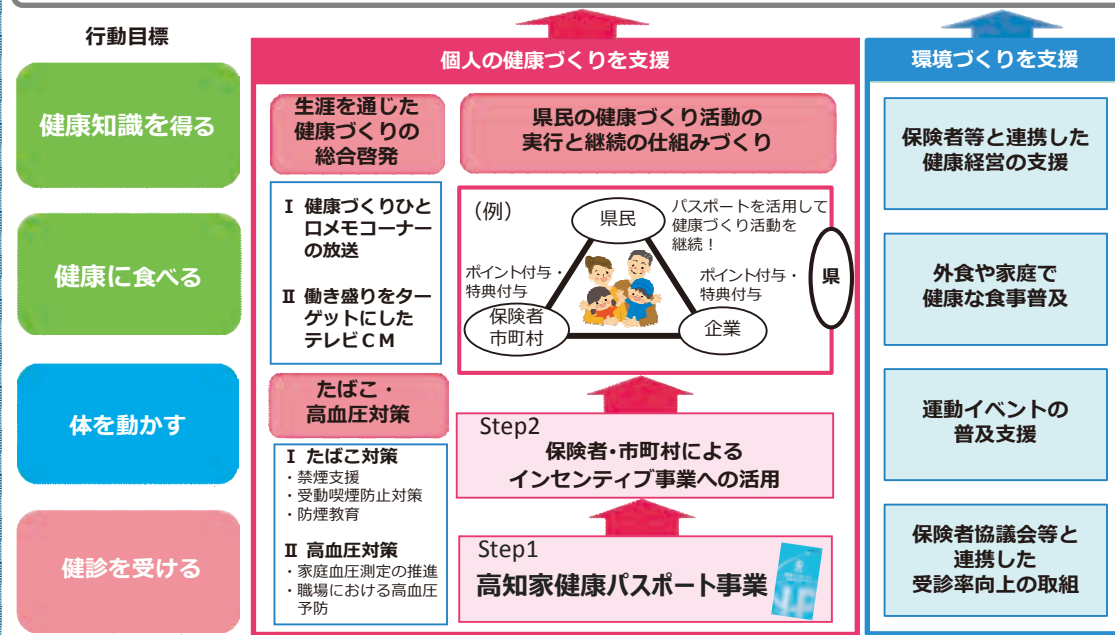 行動目標
健康知識を得る
健康に食べる
体を動かす
健診を受ける
個人の健康づくりを支援
生涯を通じた
健康づくりの
総合啓発
Ⅰ 健康づくりひと
口メモコーナー
の放送
Ⅱ 働き盛りをター
ゲットにした
テレビCM
たばこ・
高血圧対策
Ⅰ たばこ対策
・禁煙支援
・受動喫煙防止対策
・防煙教育
Ⅱ 高血圧対策
・家庭血圧測定の推進
・職場における高血圧
予防
県民の健康づくり活動の
実行と継続の仕組みづくり
(例)
県民
パスポートを活用して
健康づくり活動を
継続!
ポイント付与・
特典付与
ポイント付与・
特典付与
県
保険者
市町村
企業
Step2
保険者・市町村による
インセンティブ事業への活用
Step1
高知家健康パスポート事業
環境づくりを支援
保険者等と連携した
健康経営の支援
外食や家庭で
健康な食事普及
運動イベントの
普及支援
保険者協議会等と
連携した
受診率向上の取組